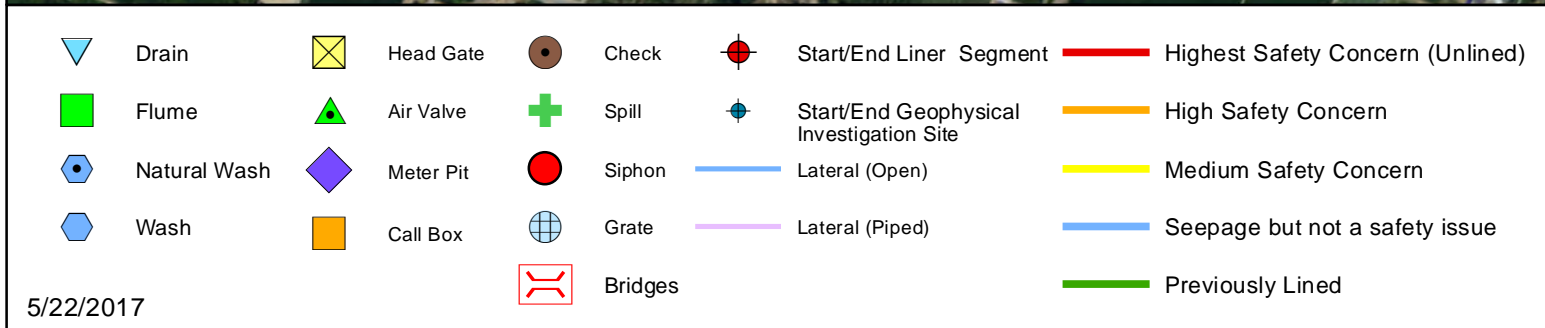 Drain
Flume
Natural Wash
Wash
Head Gate
Air Valve
Meter Pit
Call Box
Check
Spill
Siphon
Grate
Bridges
Start/End Liner Segment
Start/End Geophysical
Investigation Site
Lateral (Open)
Lateral (Piped)
Highest Safety Concern (Unlined)
High Safety Concern
Medium Safety Concern
Seepage but not a safety issue
Previously Lined
5/22/2017